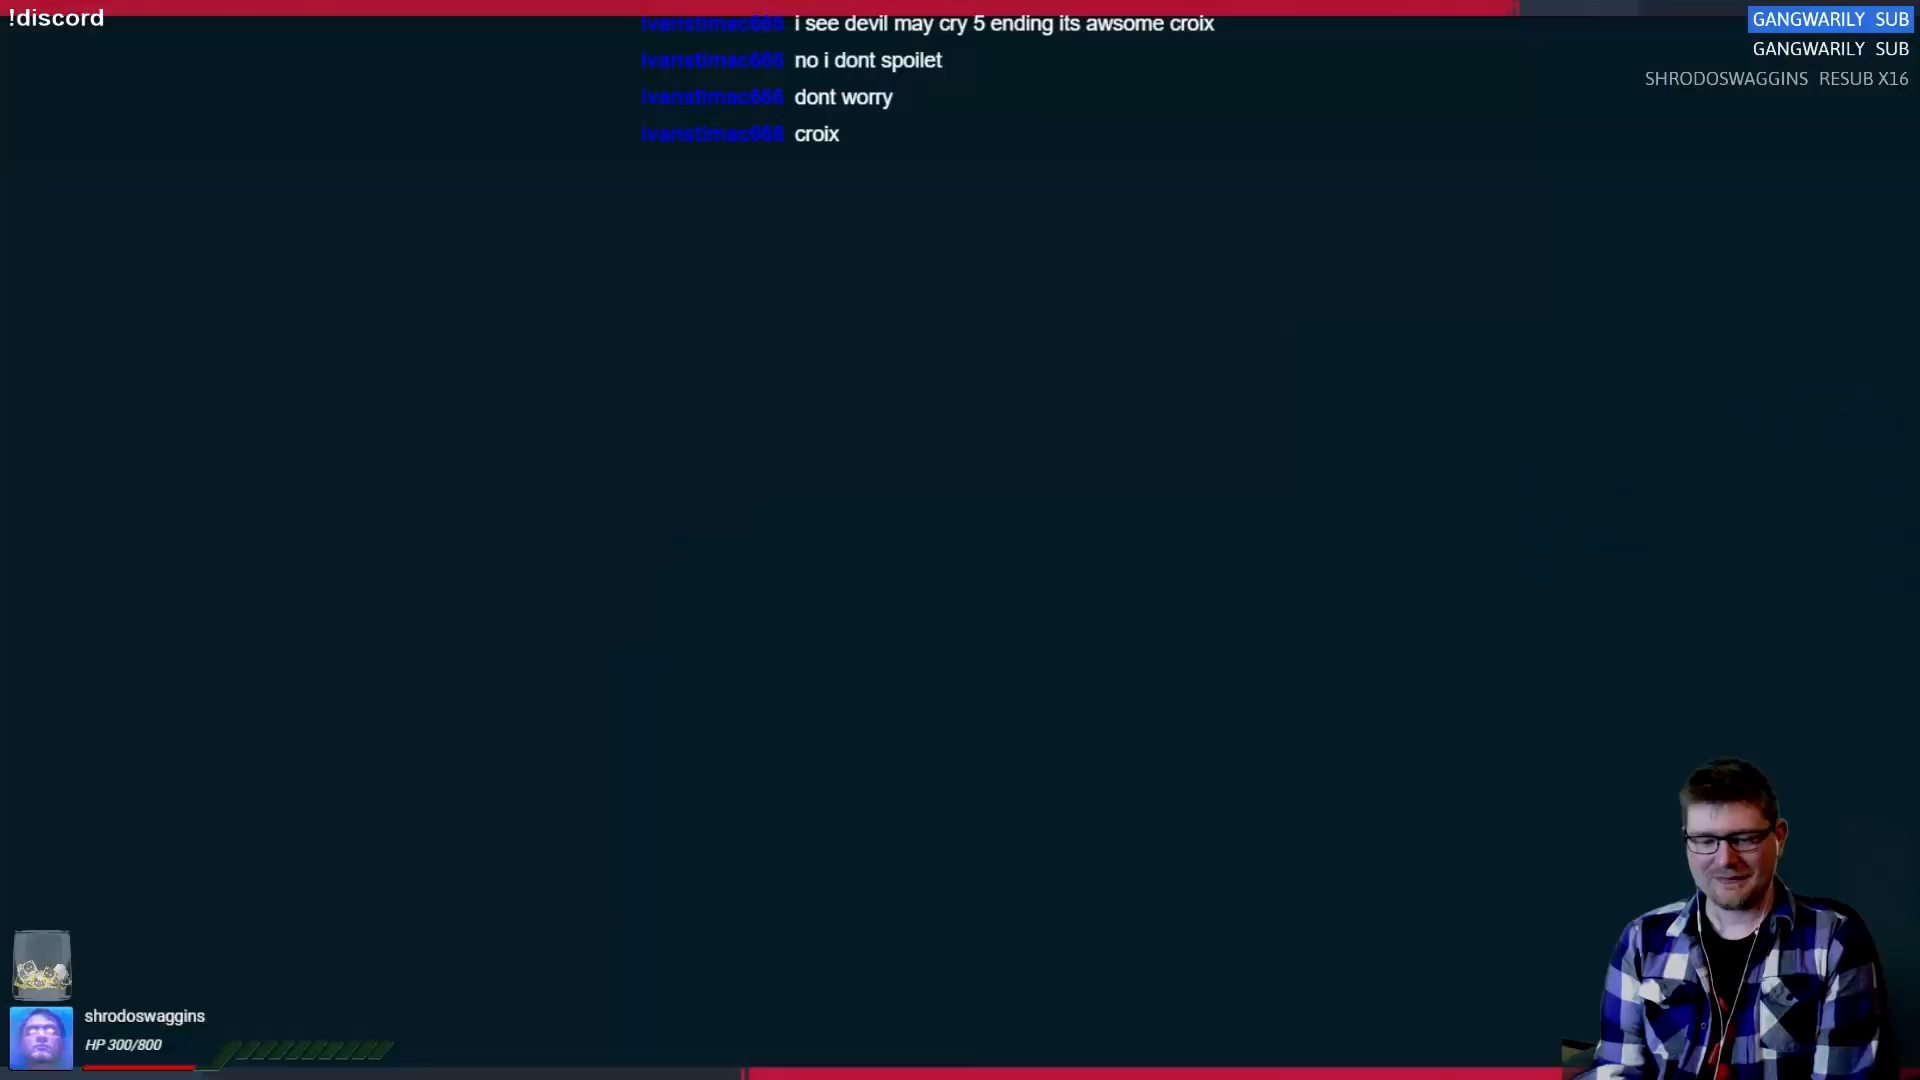 !discord
ivanstimac666 i see devil may cry 5 ending its awsome croix
ivanstimac666 no i dont spoilet
ivanstimac666 dont worry
ivanstimac666 croix
GANGWARILY SUB
GANGWARILY SUB
SHRODOSWAGGINS RESUB X16
shrodoswaggins
HP 300/800